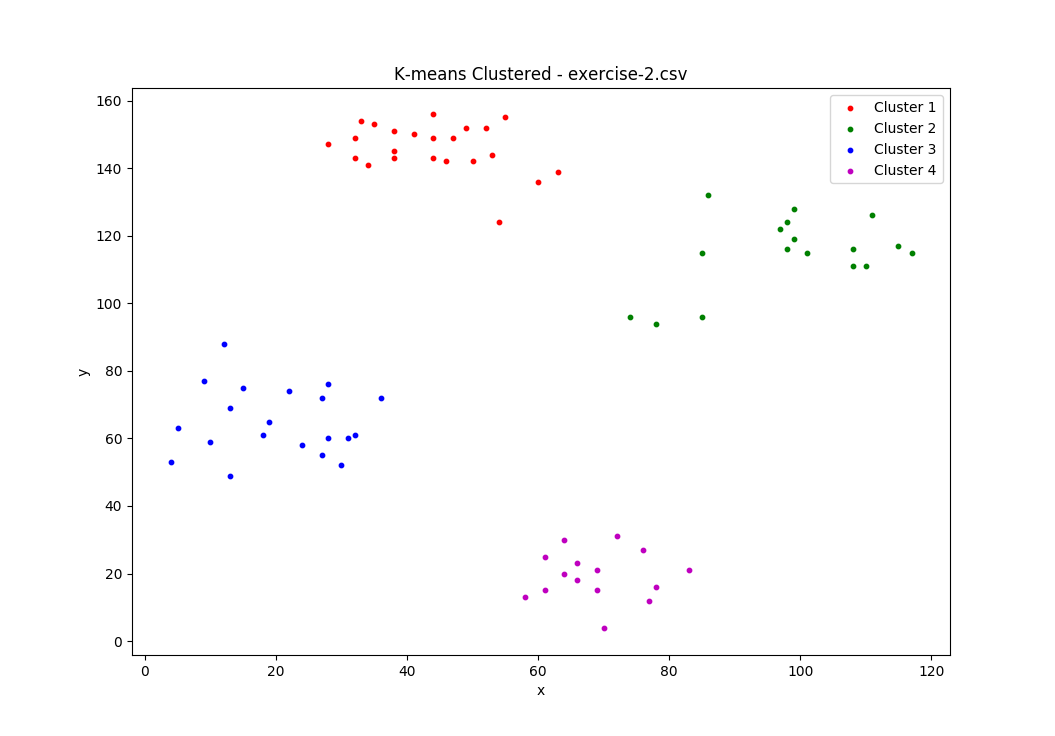 K-means Clustered - exercise-2.csv
Cluster 1
Cluster 2
Cluster 3
Cluster 4
160
140
120
100
80
60
40
20
0
y
0 20 40 60 80 100 120
x